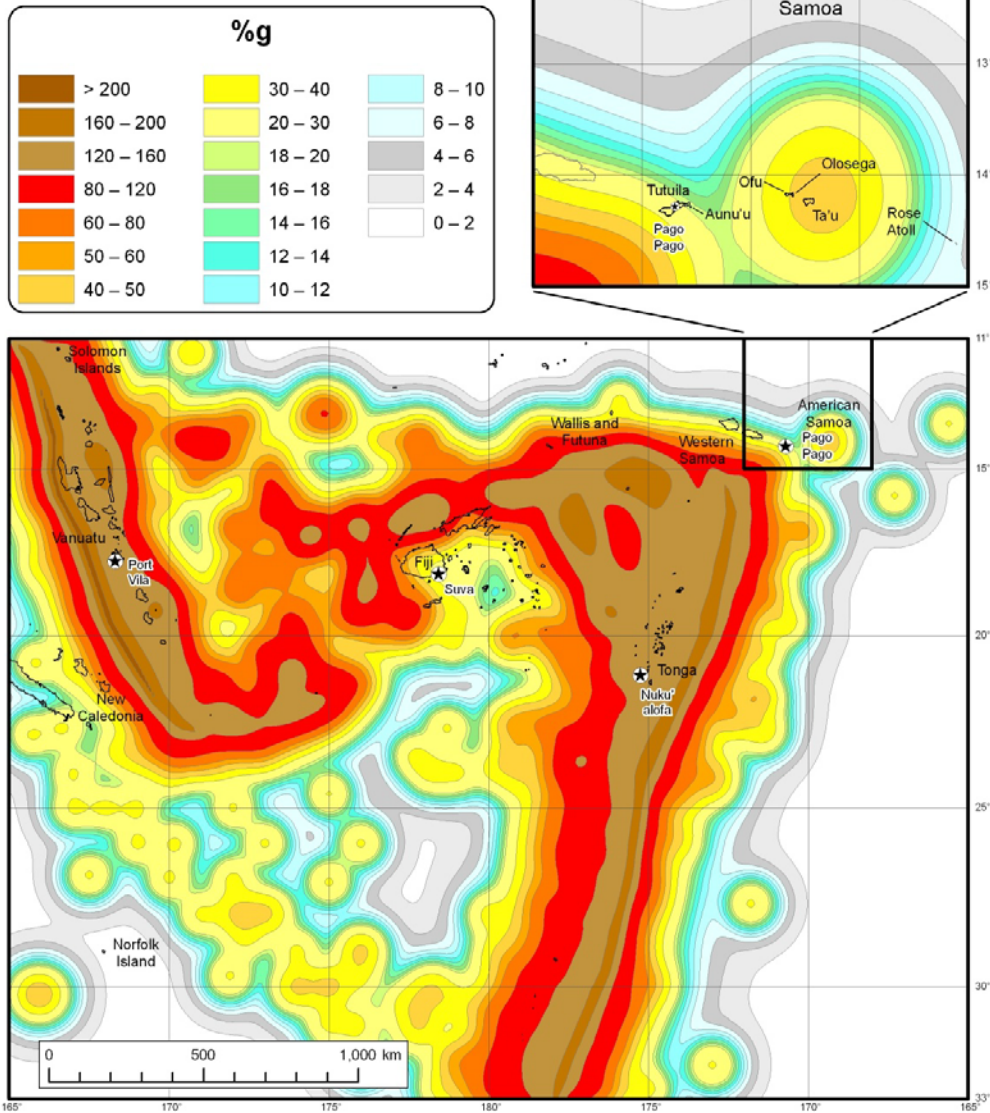 %g
> 200
160 – 200
120 – 160
80 – 120
60 – 80
50 – 60
40 – 50
30 – 40
20 – 30
18 – 20
16 – 18
14 – 16
12 – 14
10 – 12
8 – 10
6 – 8
4 – 6
2 – 4
0 – 2
Samoa
13°
14°
15°
Olosega
Ofu
Tutuila
Aunu'u
Ta'u
Pago
Pago
Rose
Atoll
11°
Solomon
Islands
Wallis and
Futuna
Western
Samoa
American
Samoa
Pago
Pago
15°
Vanuatu
Port
Vila
Fiji
Suva
20°
Tonga
Nuku'
alofa
New
Caledonia
25°
Norfolk
Island
30°
0 500 1,000 km
33°
165° 170° 175° 180° 175° 170° 165°